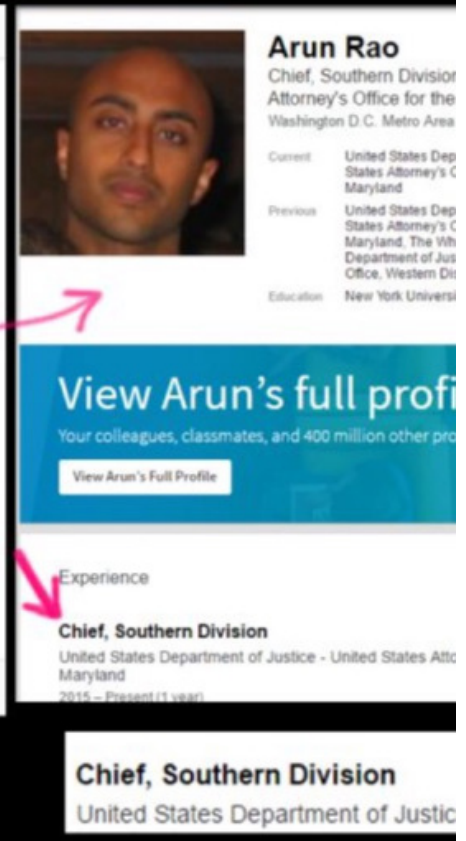 Arun Rao
Chief, Southern Division
Attorney's Office for the
Washington D.C. Metro Area
Current United States Dep
States Attorney's O
Maryland
Previous United States Dep
States Attorney's O
Maryland, The Wh
Department of Jus
Office, Western Dis
Education New York Universi
View Arun's full profi
Your colleagues, classmates, and 400 million other pro
View Arun's Full Profile
Experience
Chief, Southern Division
United States Department of Justice - United States Atto
Maryland
2015 – Present (1 year)
Chief, Southern Division
United States Department of Justic